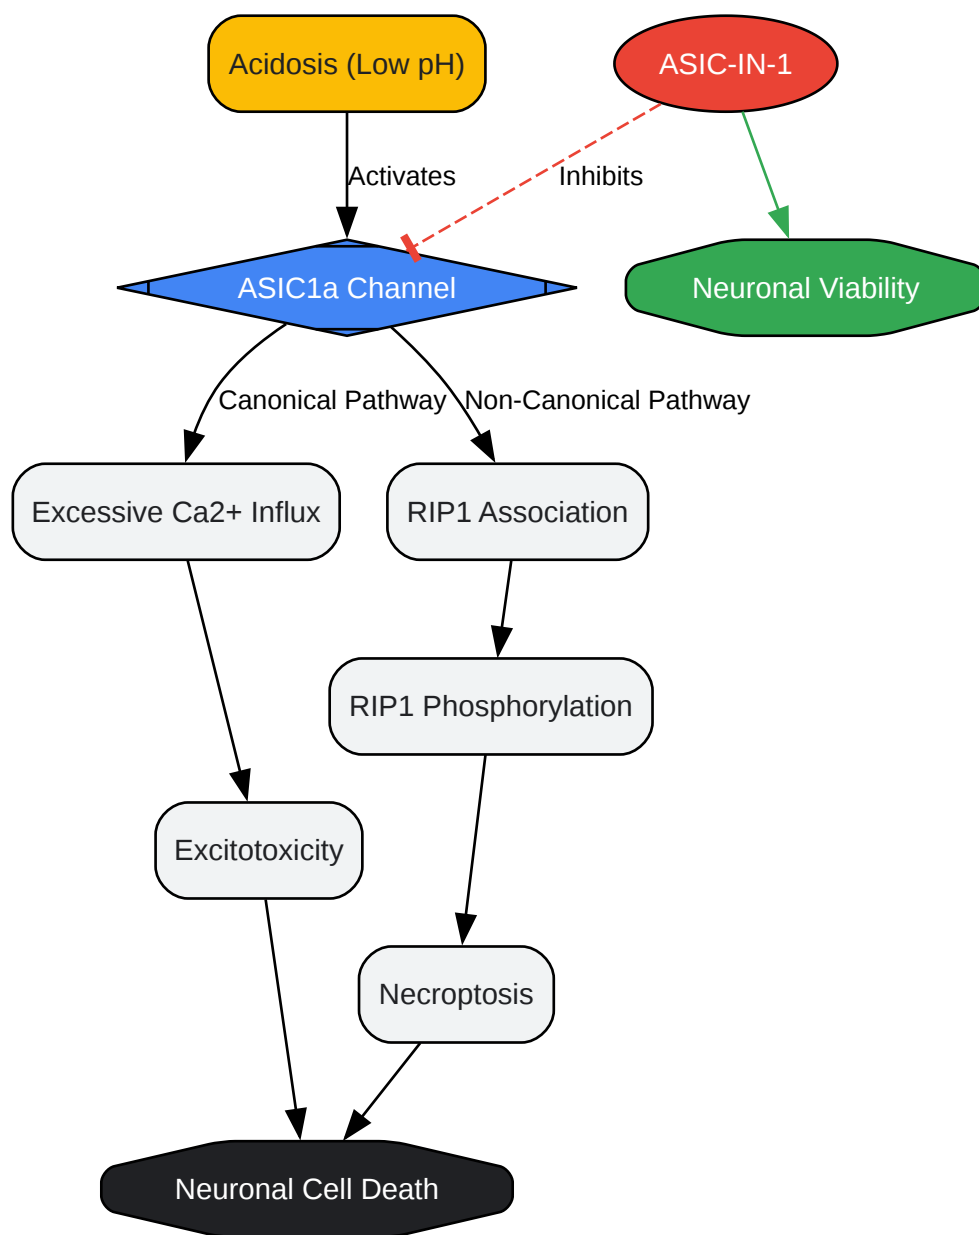 Acidosis (Low pH)
ASIC-IN-1
Activates
Inhibits
ASIC1a Channel
Neuronal Viability
Canonical Pathway
Non-Canonical Pathway
Excessive Ca2+ Influx
RIP1 Association
RIP1 Phosphorylation
Excitotoxicity
Necroptosis
Neuronal Cell Death